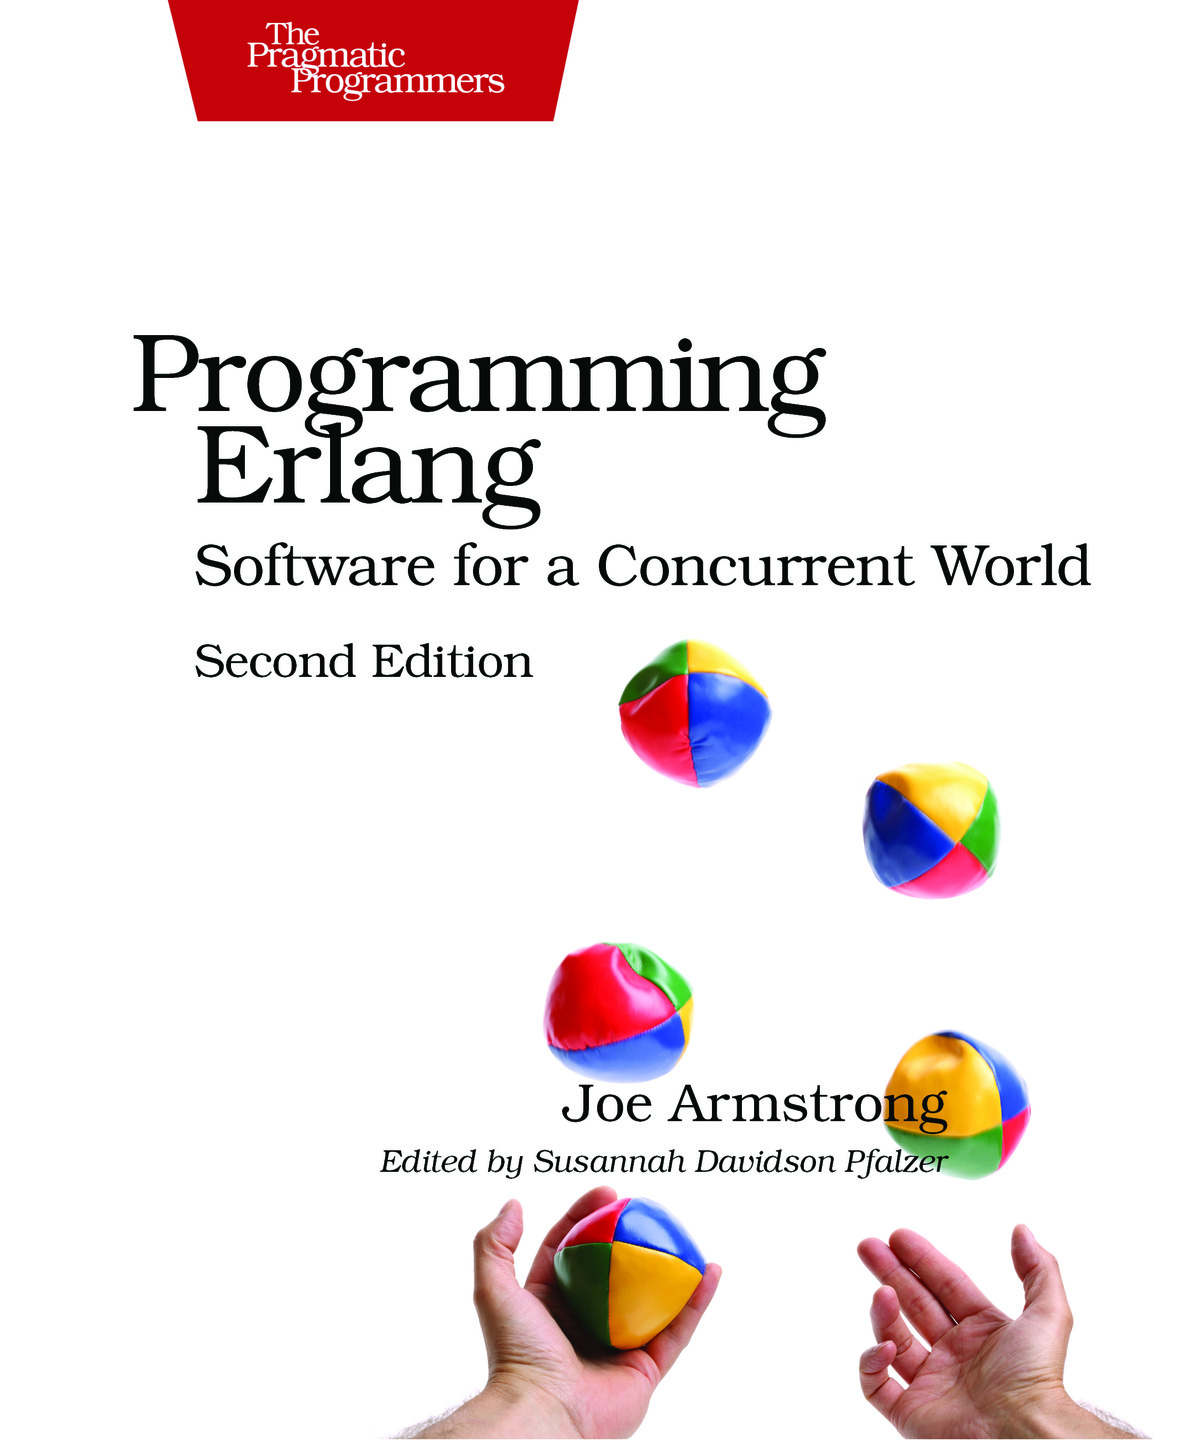 The
Pragmatic
Programmers
Programming
Erlang
Software for a Concurrent World
Second Edition
Joe Armstrong
Edited by Susannah Davidson Pfalzer